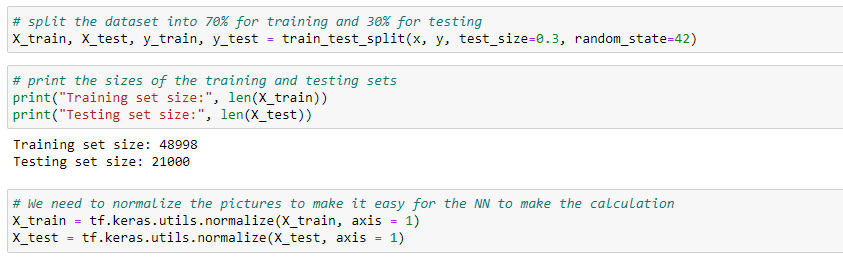 # split the dataset into 70% for training and 30% for testing
X_train, X_test, y_train, y_test = train_test_split(x, y, test_size=0.3, random_state=42)
# print the sizes of the training and testing sets
print("Training set size:", len(X_train))
print("Testing set size:", len(X_test))
Training set size: 48998
Testing set size: 21000
# We need to normalize the pictures to make it easy for the NN to make the calculation
X_train = tf.keras.utils.normalize(X_train, axis = 1)
X_test = tf.keras.utils.normalize(X_test, axis = 1)